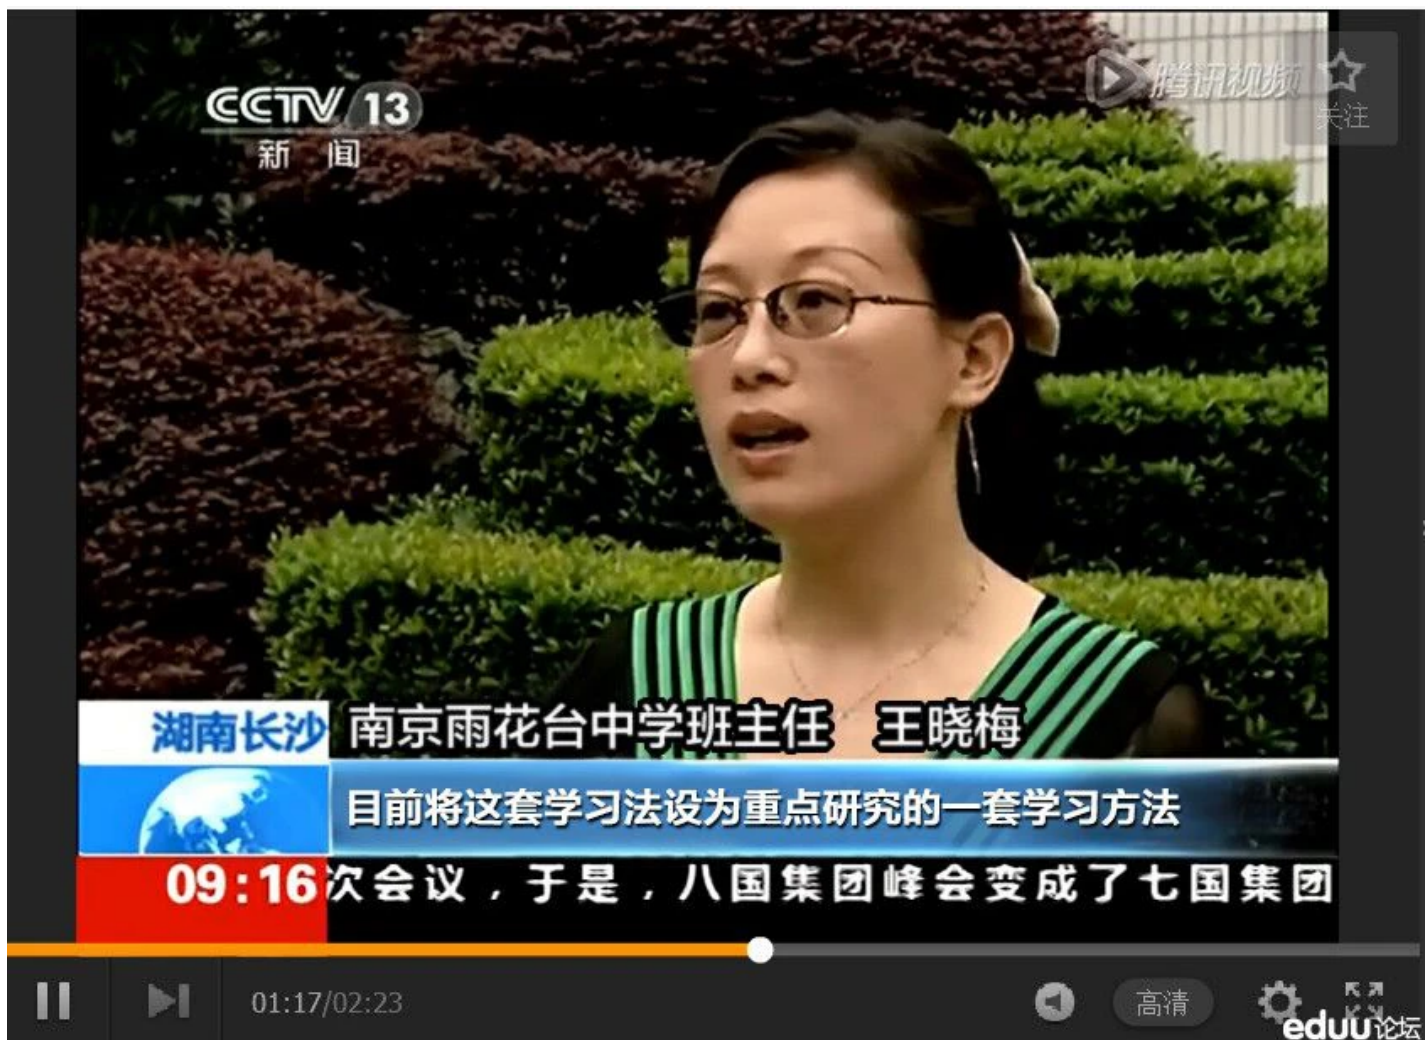 CCTV 13
新 闻
腾讯视频
关注
湖南长沙
南京雨花台中学班主任 王晓梅
目前将这套学习法设为重点研究的一套学习方法
09:16
次会议，于是，八国集团峰会变成了七国集团
01:17/02:23
高清
eduu论坛